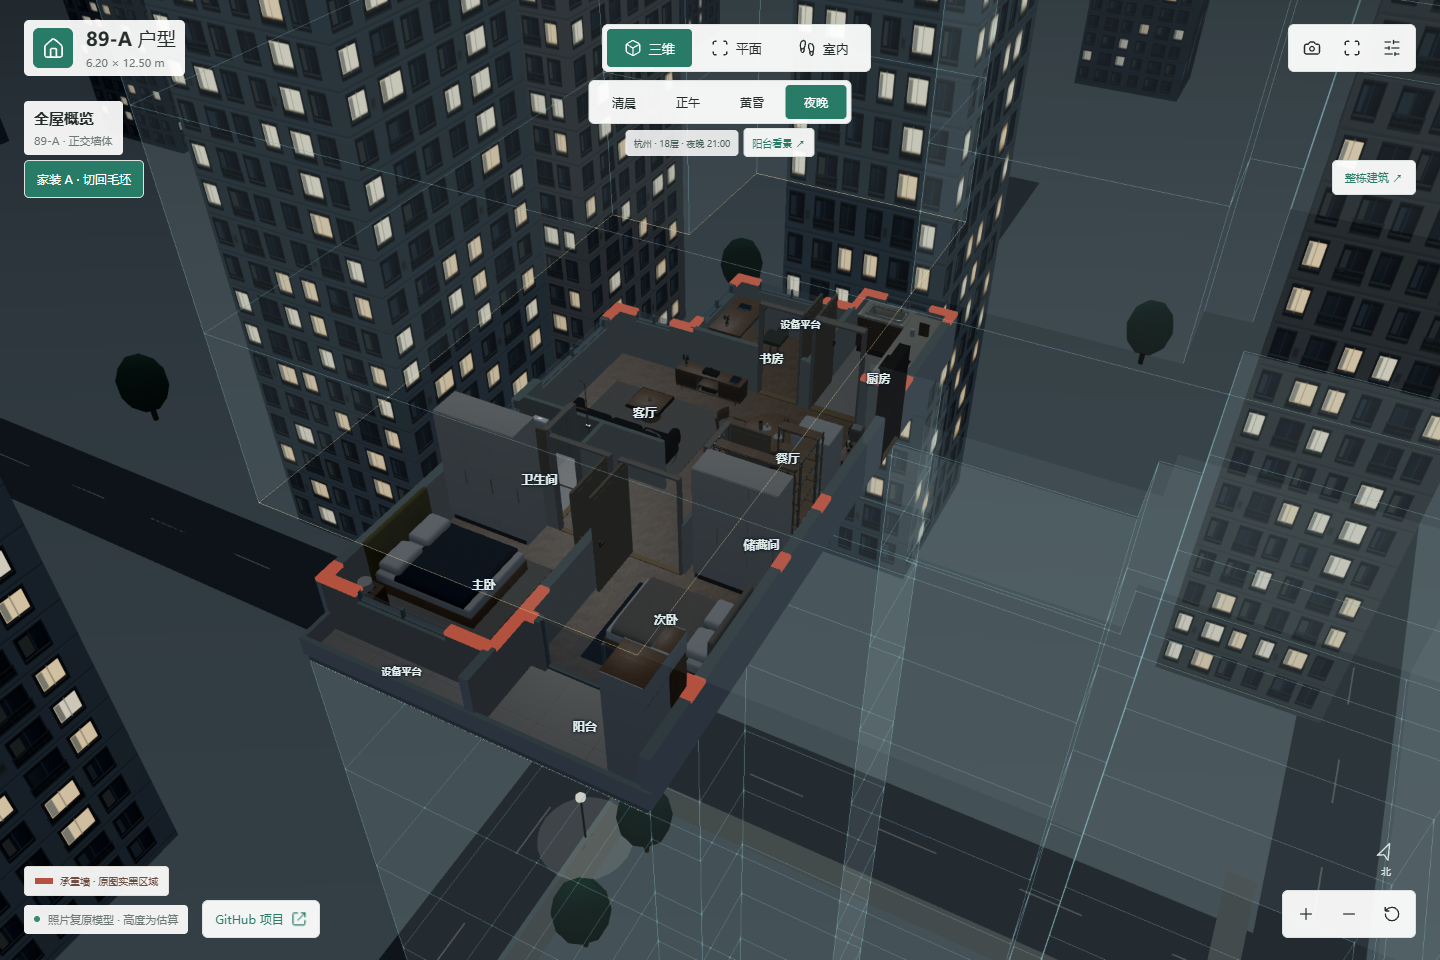 89-A 户型
6.20 × 12.50 m
三维
平面
室内
清晨
正午
黄昏
夜晚
杭州 · 18层 · 夜晚 21:00
阳台看景 ↗
全屋概览
89-A · 正交墙体
家装 A · 切回毛坯
整栋建筑 ↗
设备平台
书房
厨房
客厅
餐厅
卫生间
储藏间
主卧
次卧
设备平台
阳台
承重墙 · 原图实黑区域
照片复原模型 · 高度为估算
GitHub 项目
北